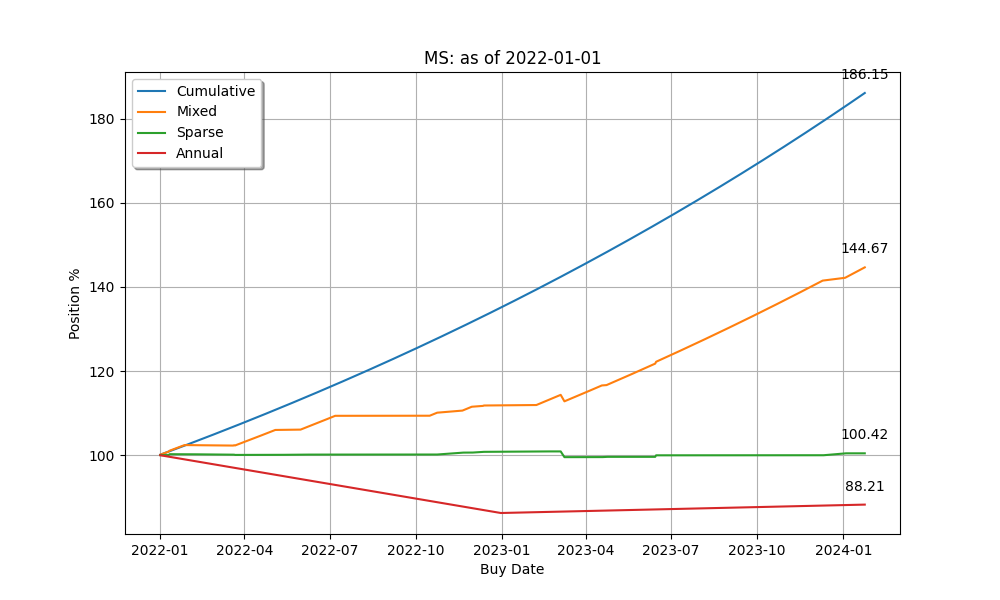 MS: as of 2022-01-01
186.15
Cumulative
Mixed
Sparse
Annual
180
160
144.67
140
Position %
120
100.42
100
88.21
2022-01 2022-04 2022-07 2022-10 2023-01 2023-04 2023-07 2023-10 2024-01
Buy Date